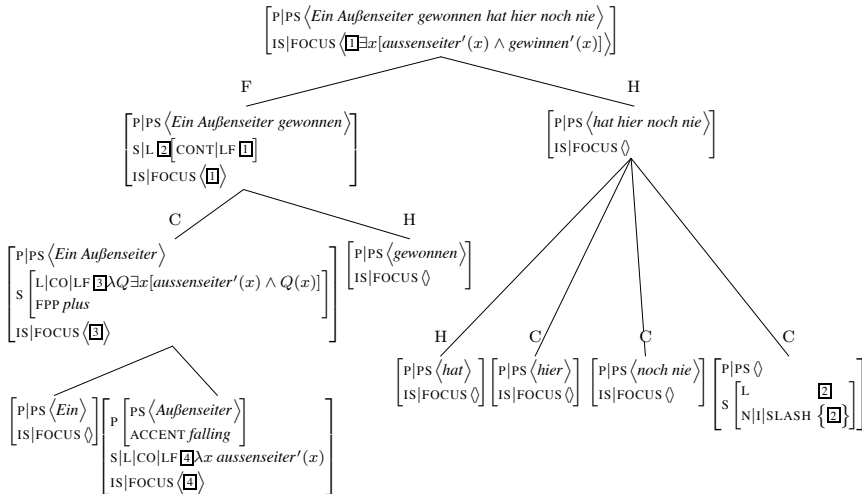 P|PS ⟨Ein Außenseiter gewonnen hat hier noch nie⟩
IS|FOCUS ⟨1∃x[aussenseiter′(x) ∧ gewinnen′(x)]⟩
F H
P|PS ⟨Ein Außenseiter gewonnen⟩
S|L 2[CONT|LF 1]
IS|FOCUS ⟨1⟩
P|PS ⟨hat hier noch nie⟩
IS|FOCUS ⟨⟩
C H
P|PS ⟨Ein Außenseiter⟩
S [L|CO|LF 3λQ∃x[aussenseiter′(x) ∧ Q(x)]
FPP plus]
IS|FOCUS ⟨3⟩
P|PS ⟨gewonnen⟩
IS|FOCUS ⟨⟩
H C C C
P|PS ⟨Ein⟩
IS|FOCUS ⟨⟩
P [PS ⟨Außenseiter⟩
ACCENT falling]
S|L|CO|LF 4λx aussenseiter′(x)
IS|FOCUS ⟨4⟩
P|PS ⟨hat⟩
IS|FOCUS ⟨⟩
P|PS ⟨hier⟩
IS|FOCUS ⟨⟩
P|PS ⟨noch nie⟩
IS|FOCUS ⟨⟩
P|PS ⟨⟩
S [L 2
N|I|SLASH {2}]